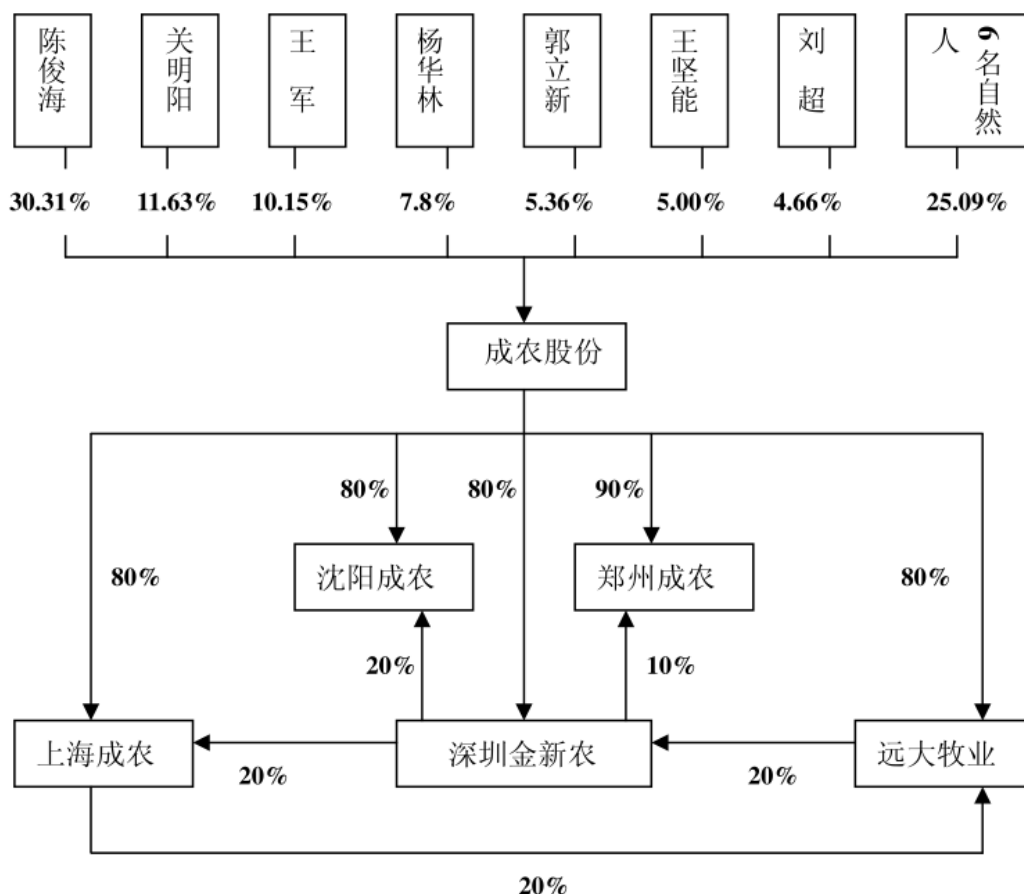 陈俊海
关明阳
王 军
杨华林
郭立新
王坚能
刘 超
9 名自然
人
30.31%
11.63%
10.15%
7.8%
5.36%
5.00%
4.66%
25.09%
成农股份
80%
80%
90%
沈阳成农
郑州成农
80%
80%
20%
10%
上海成农
深圳金新农
远大牧业
20%
20%
20%